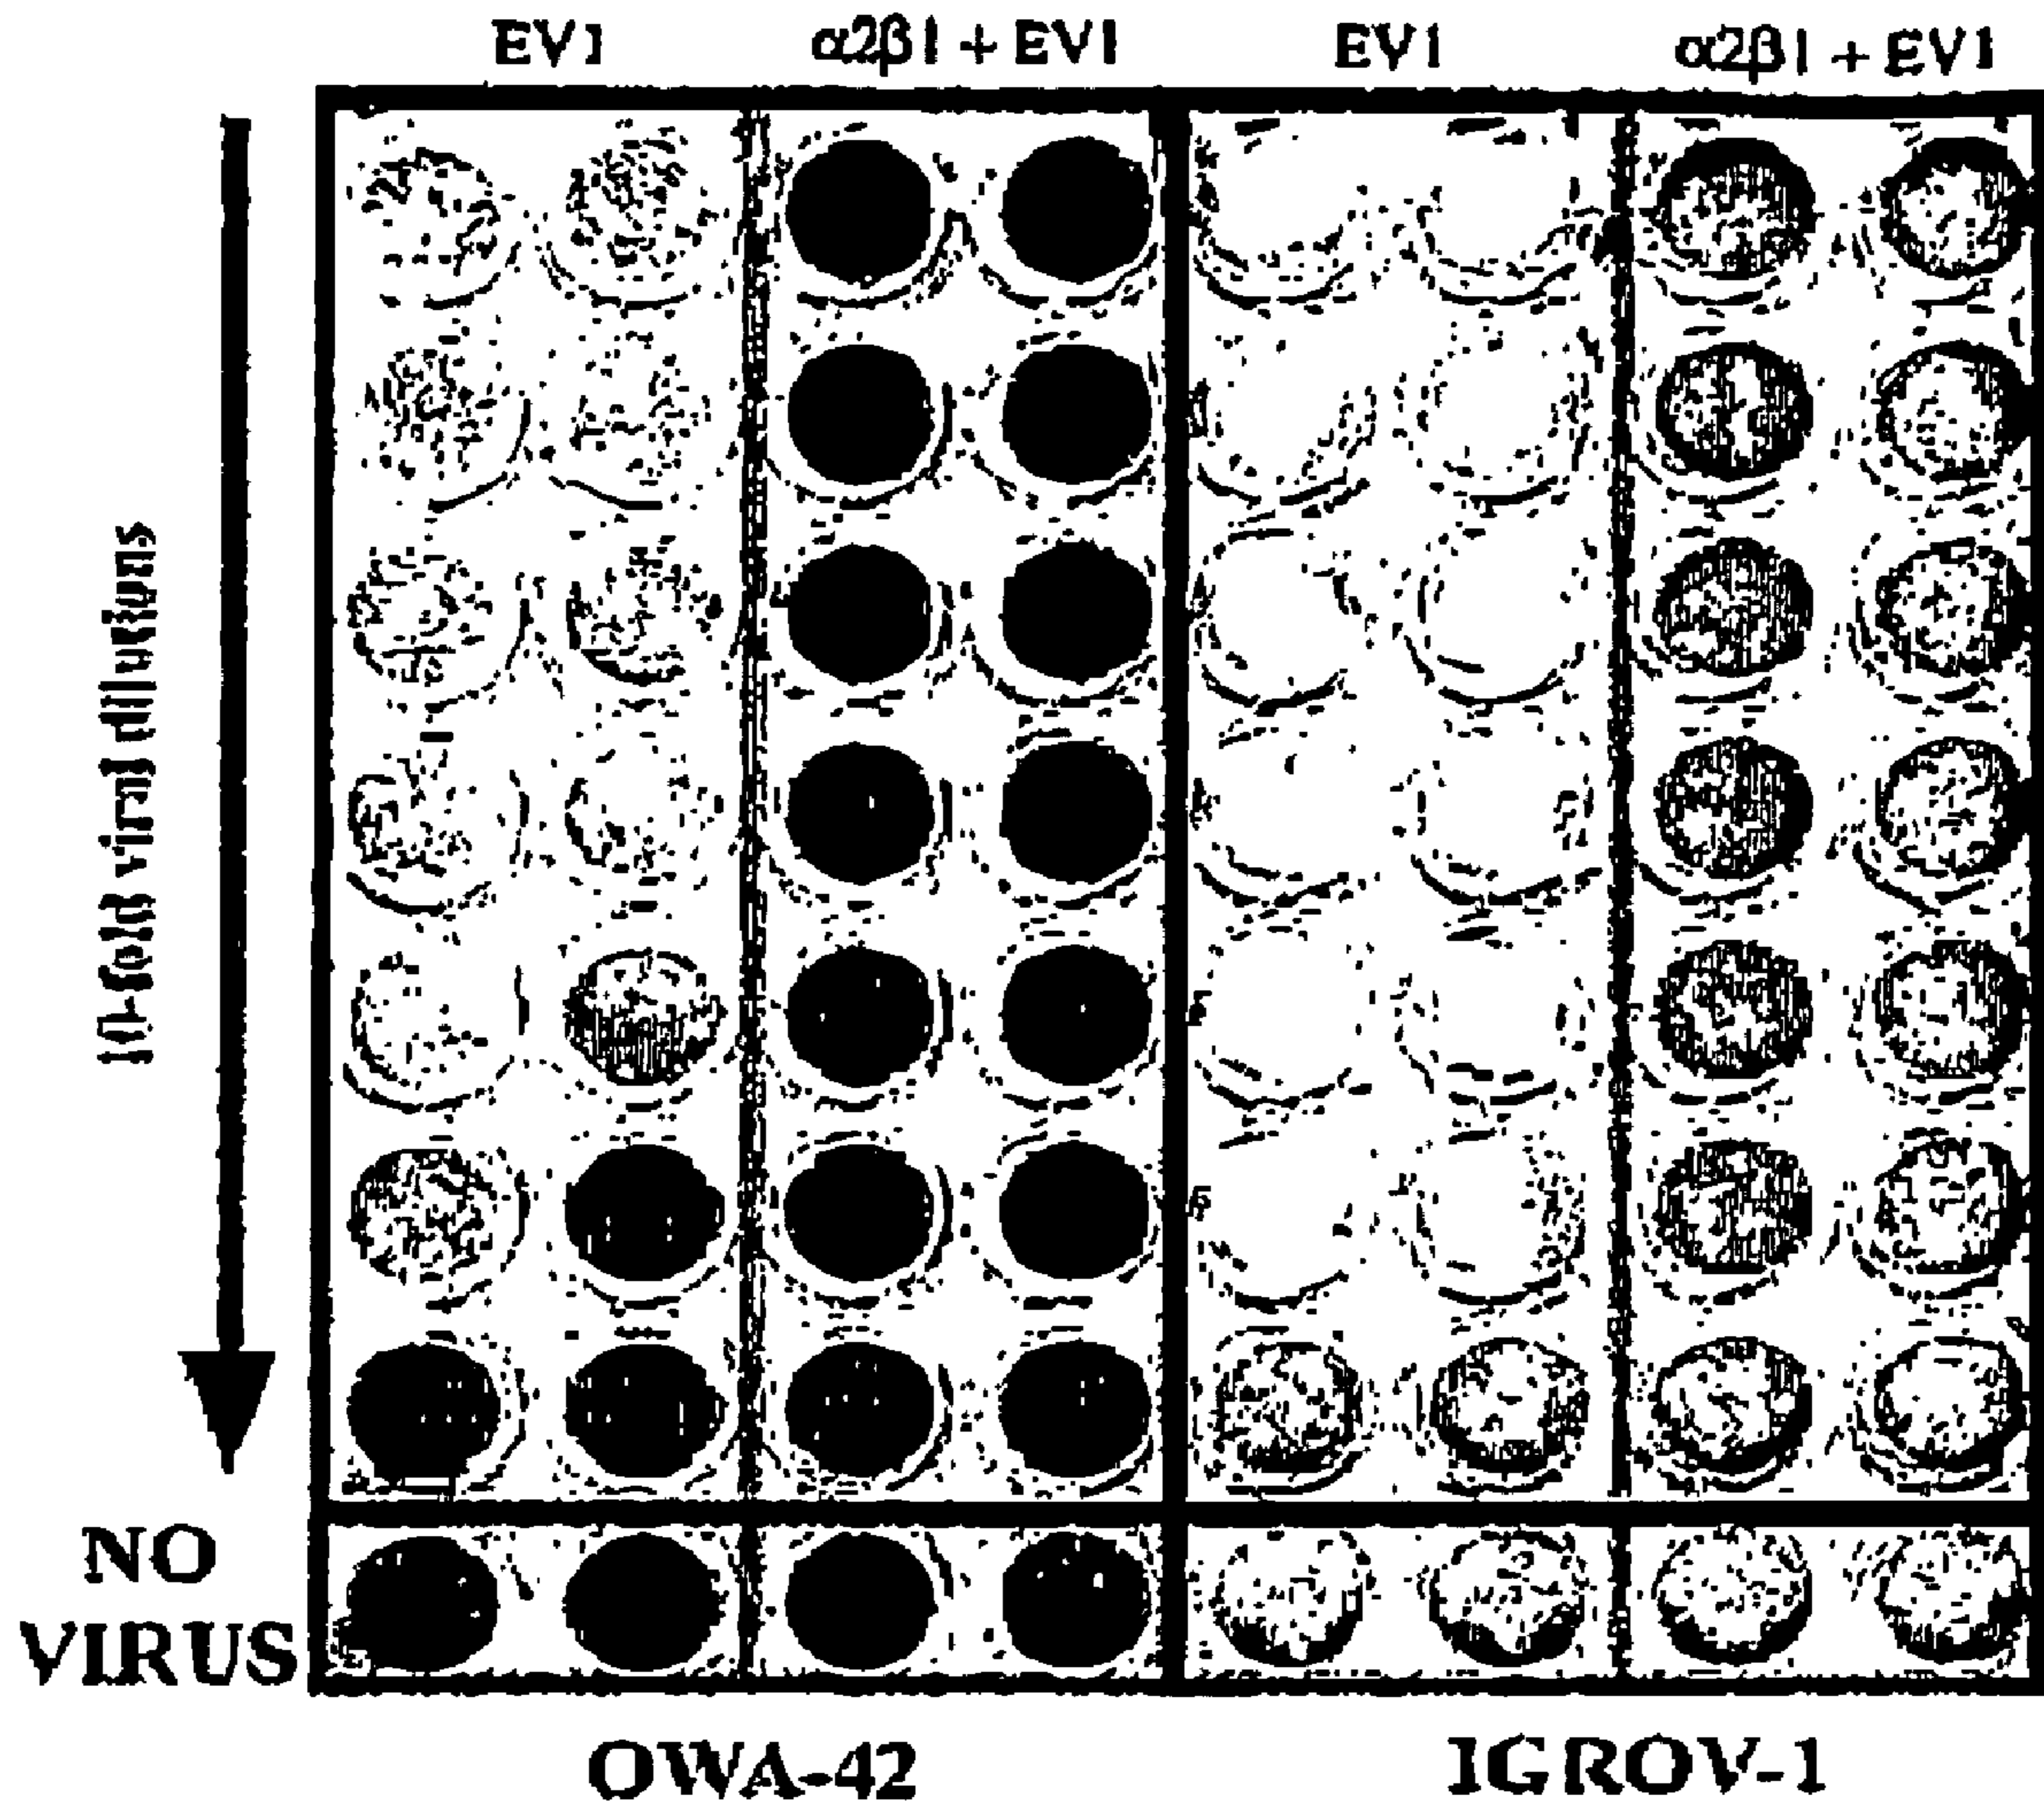 EV1
α2β1 + EV1
EV1
α2β1 + EV1
10-fold viral dilutions
NO
VIRUS
OWA-42
IGROV-1